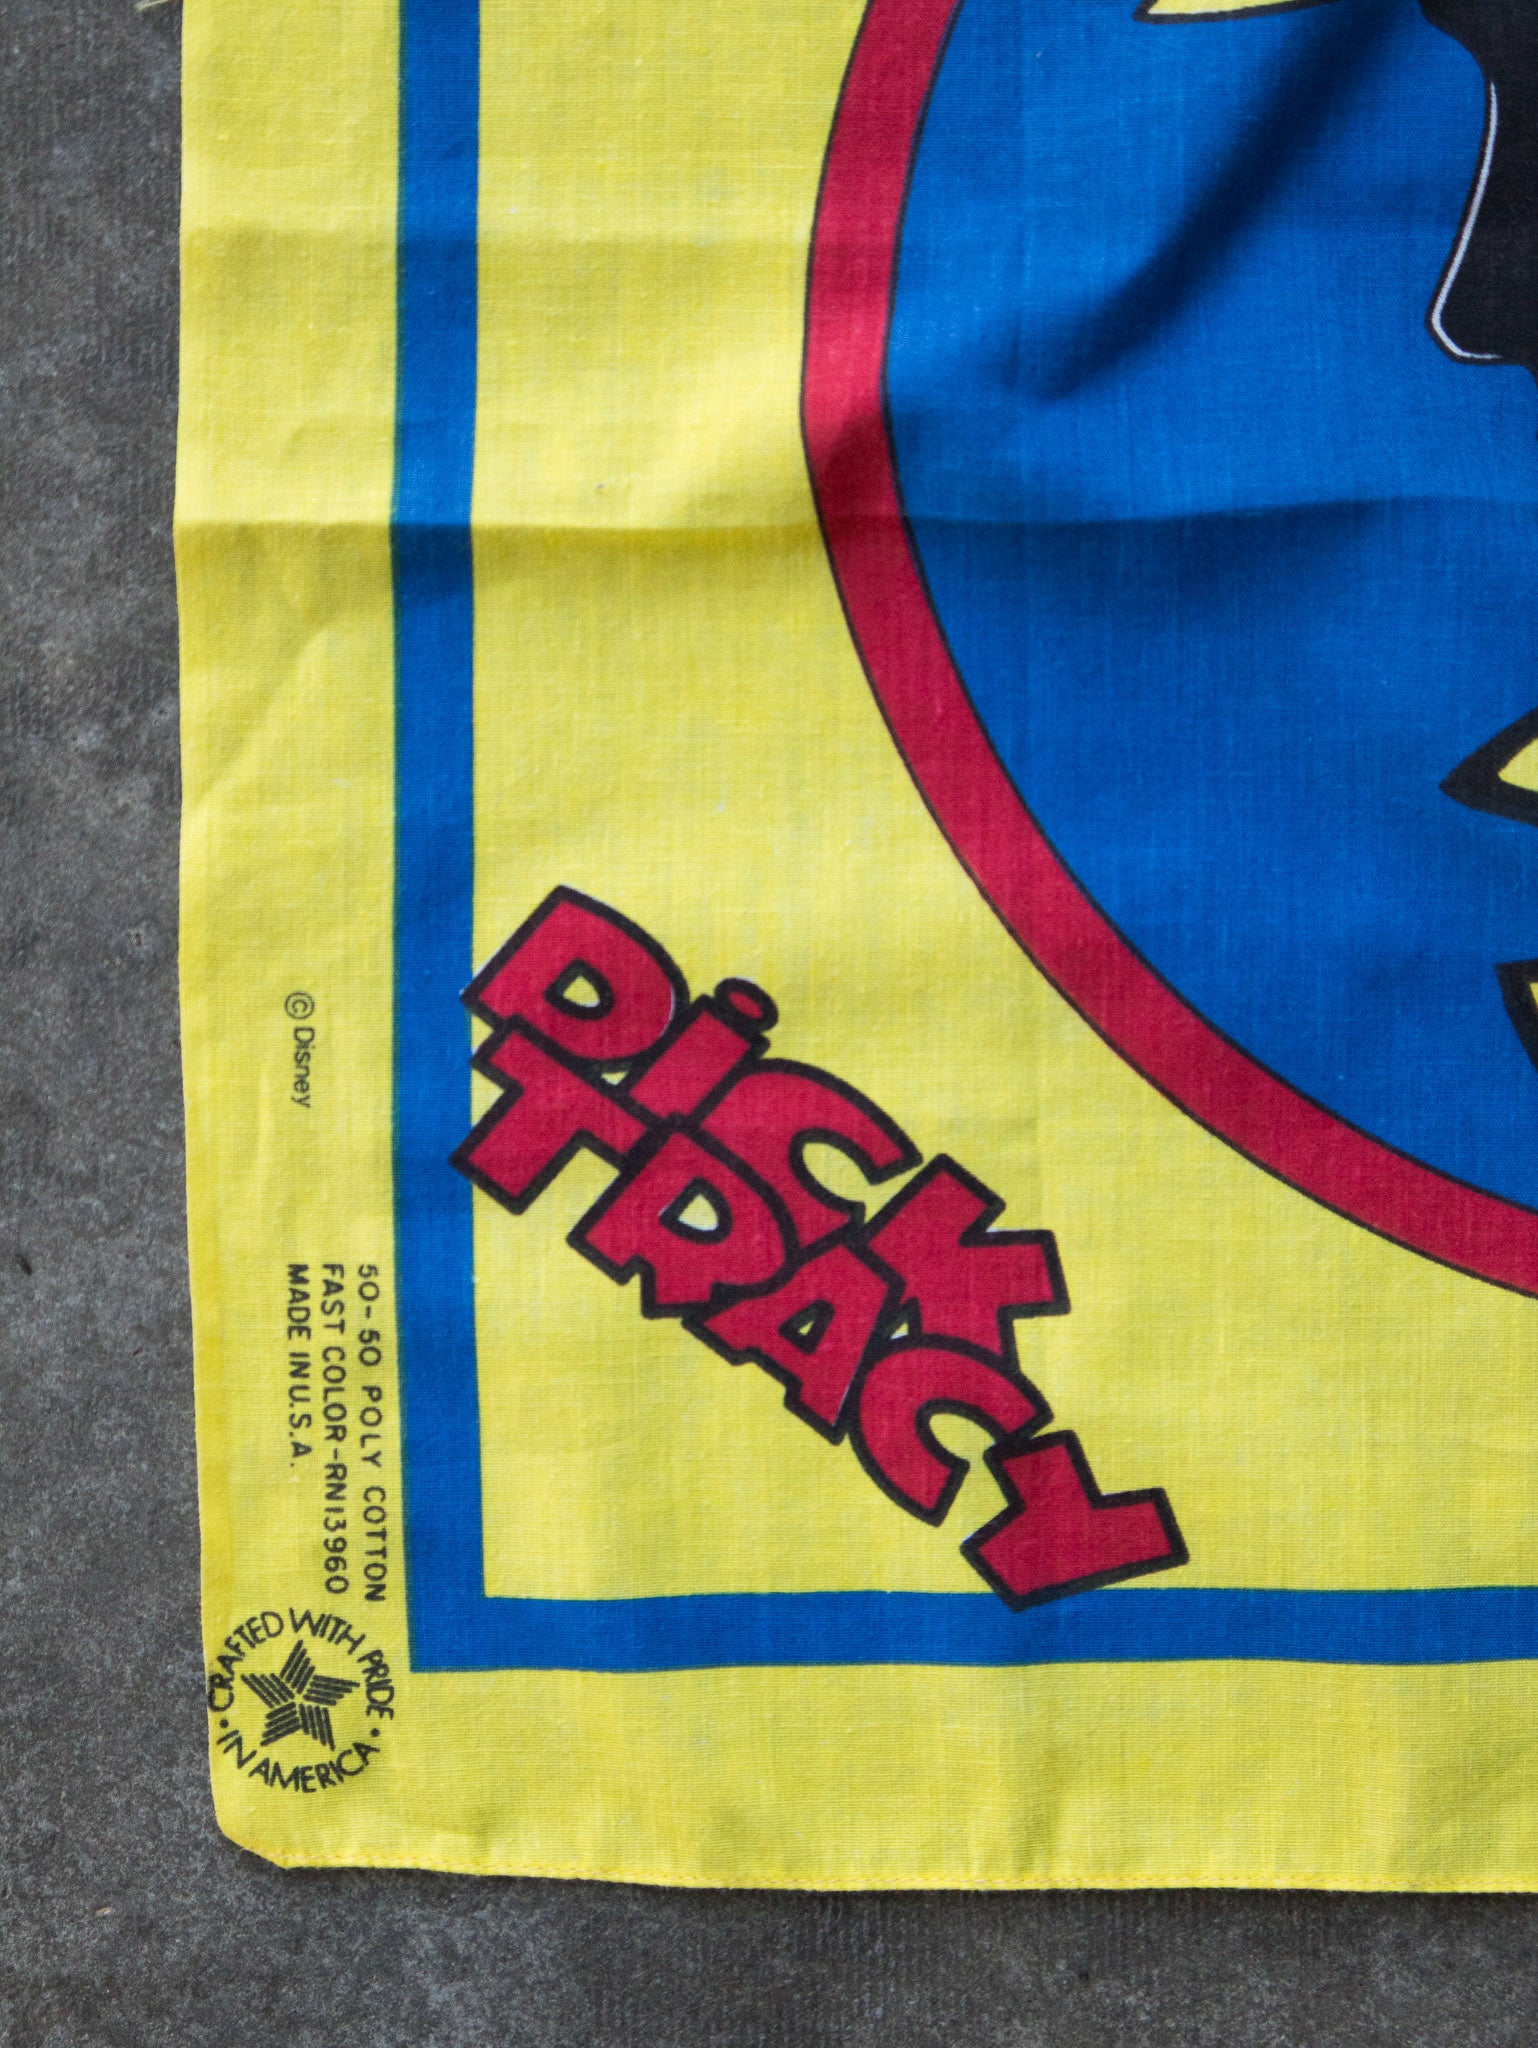 DiCK
TRACY
© Disney
50-50 POLY COTTON
FAST COLOR-RN13960
MADE IN U.S.A.
• CRAFTED WITH PRIDE •
IN AMERICA